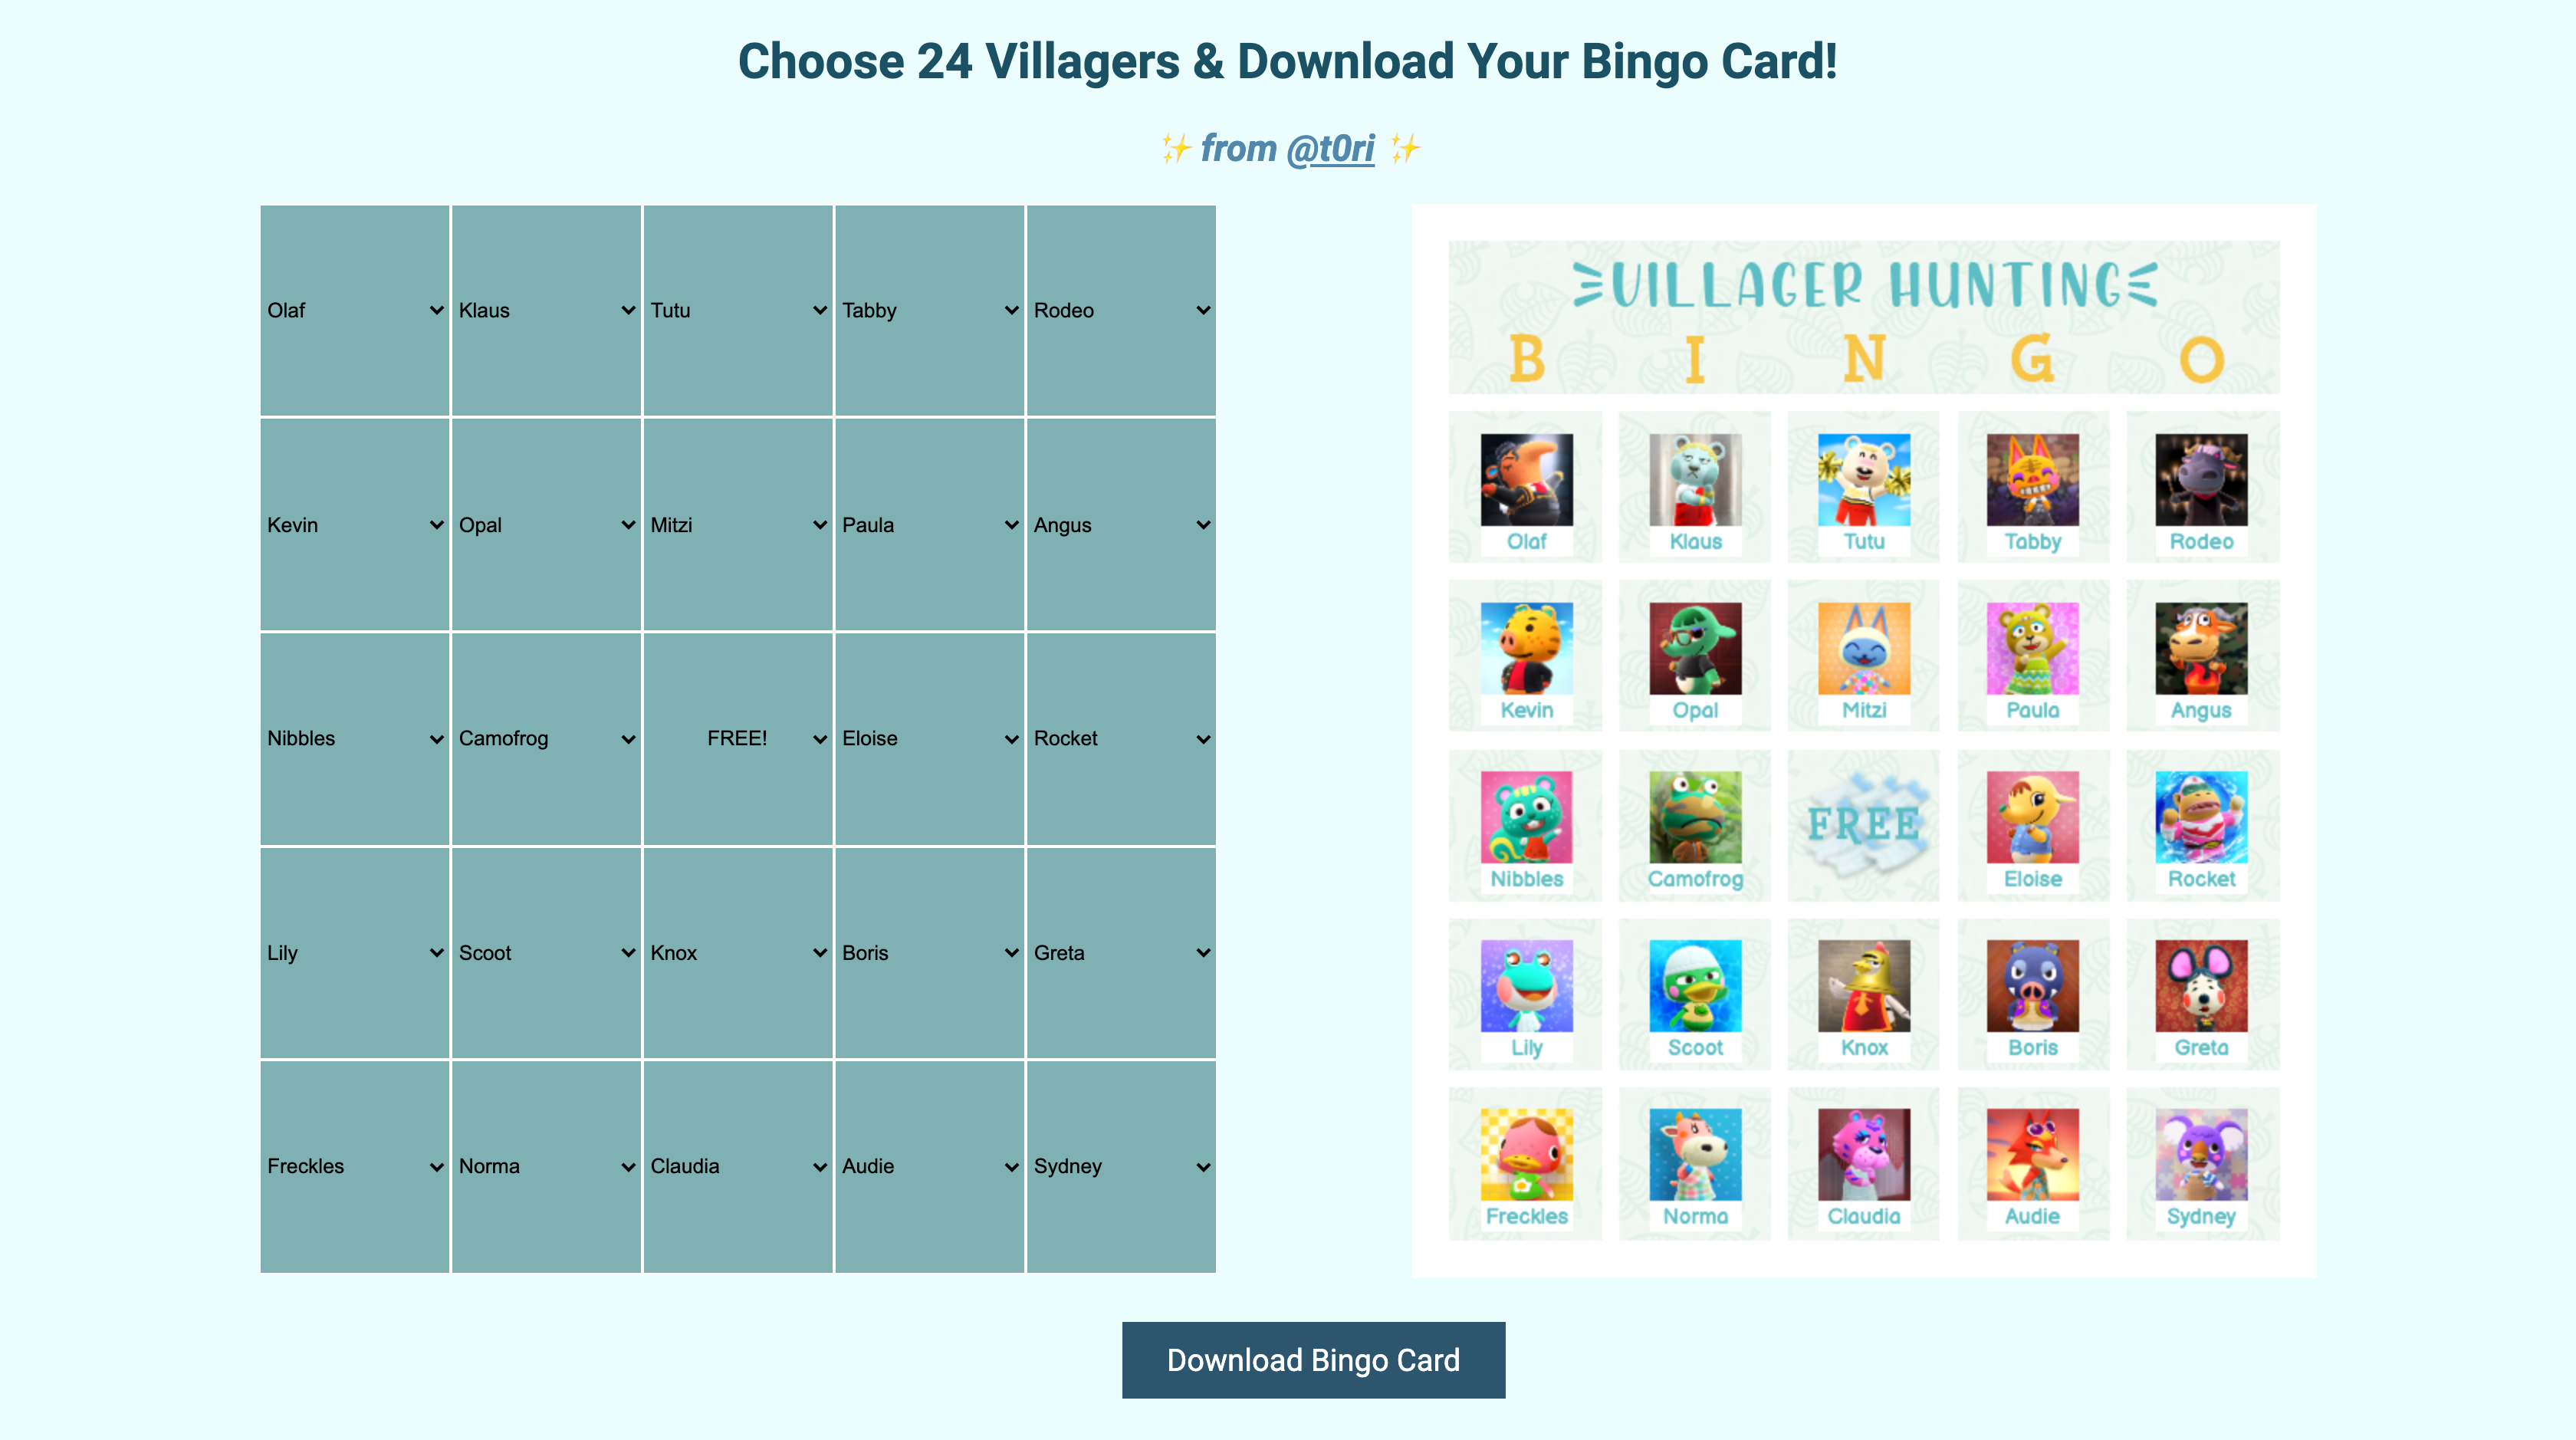 Choose 24 Villagers & Download Your Bingo Card!
✨ from @t0ri ✨
Olaf Klaus Tutu Tabby Rodeo
Kevin Opal Mitzi Paula Angus
Nibbles Camofrog FREE! Eloise Rocket
Lily Scoot Knox Boris Greta
Freckles Norma Claudia Audie Sydney
VILLAGER HUNTING
B I N G O
Olaf Klaus Tutu Tabby Rodeo
Kevin Opal Mitzi Paula Angus
Nibbles Camofrog FREE Eloise Rocket
Lily Scoot Knox Boris Greta
Freckles Norma Claudia Audie Sydney
Download Bingo Card